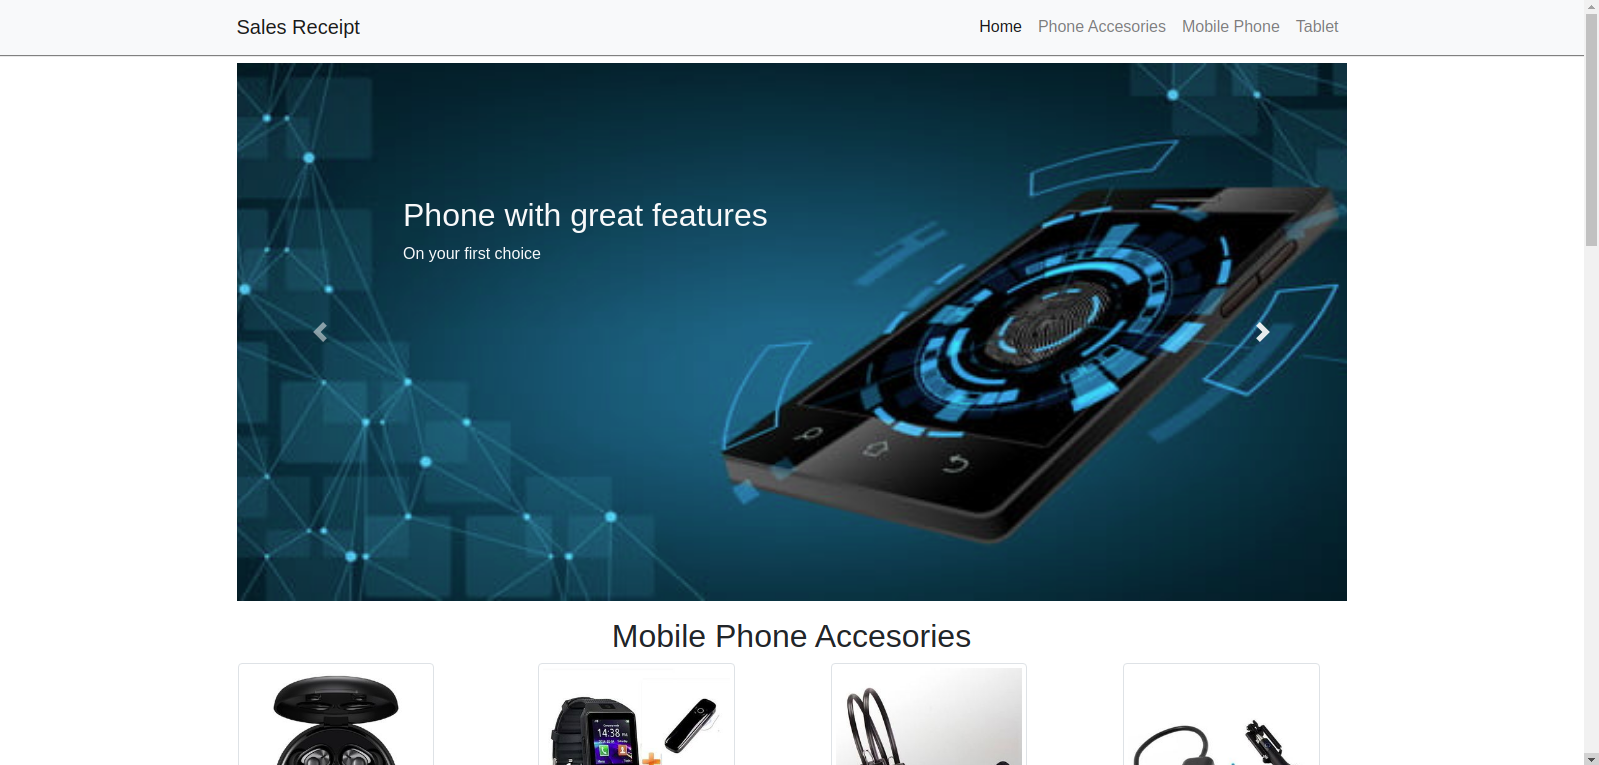 Sales Receipt
Home Phone Accesories Mobile Phone Tablet
Phone with great features
On your first choice
Mobile Phone Accesories
14:38 PM